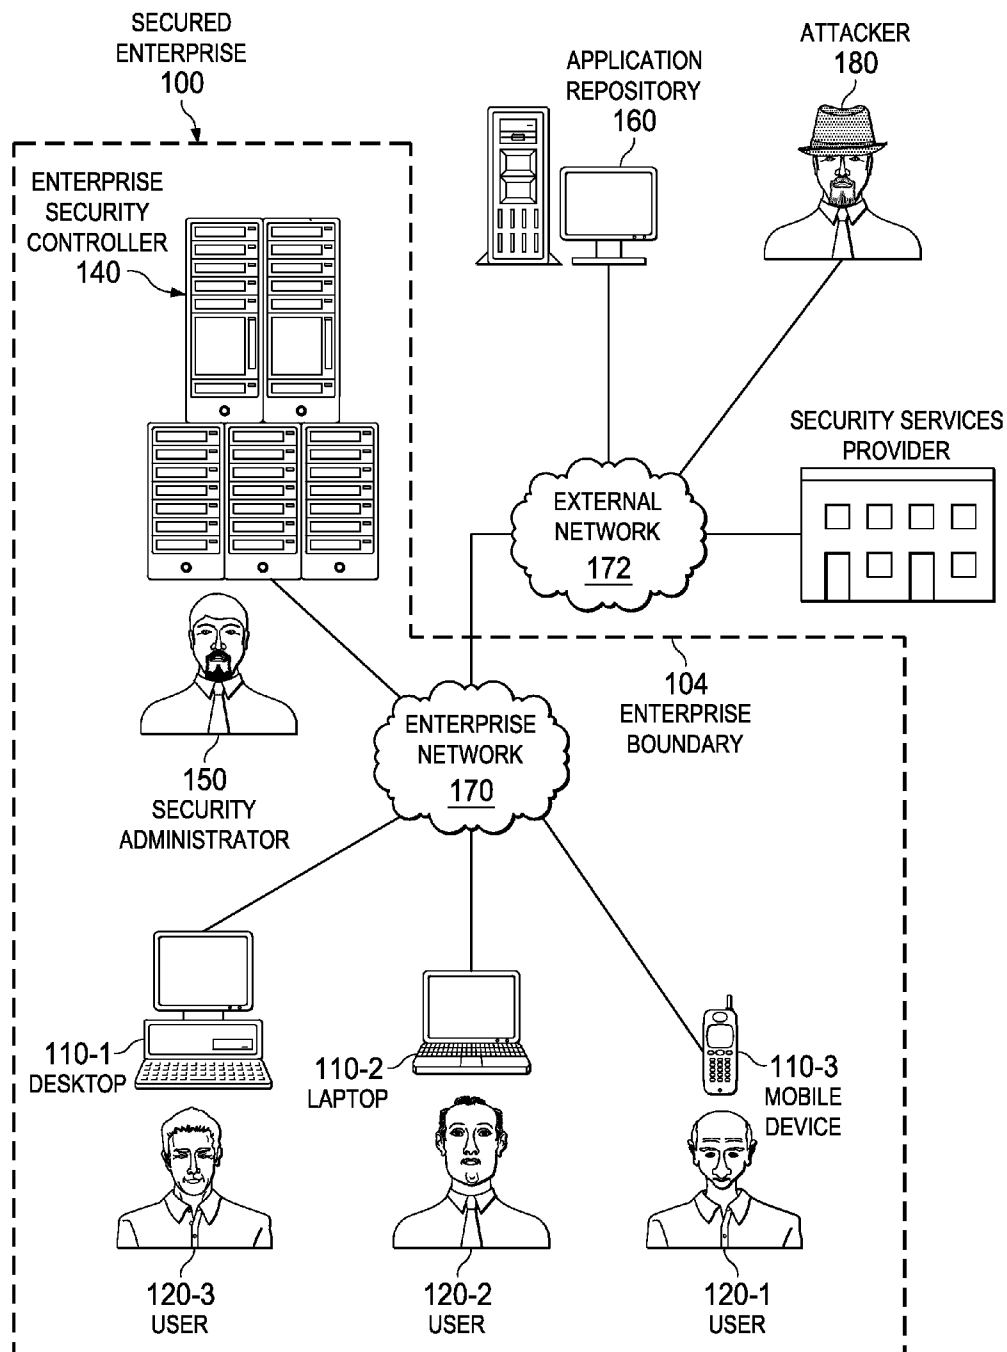 SECURED
ENTERPRISE
100
ENTERPRISE
SECURITY
CONTROLLER
140
APPLICATION
REPOSITORY
160
ATTACKER
180
SECURITY SERVICES
PROVIDER
EXTERNAL
NETWORK
172
104
ENTERPRISE
BOUNDARY
ENTERPRISE
NETWORK
170
150
SECURITY
ADMINISTRATOR
110-1
DESKTOP
110-2
LAPTOP
110-3
MOBILE
DEVICE
120-3
USER
120-2
USER
120-1
USER